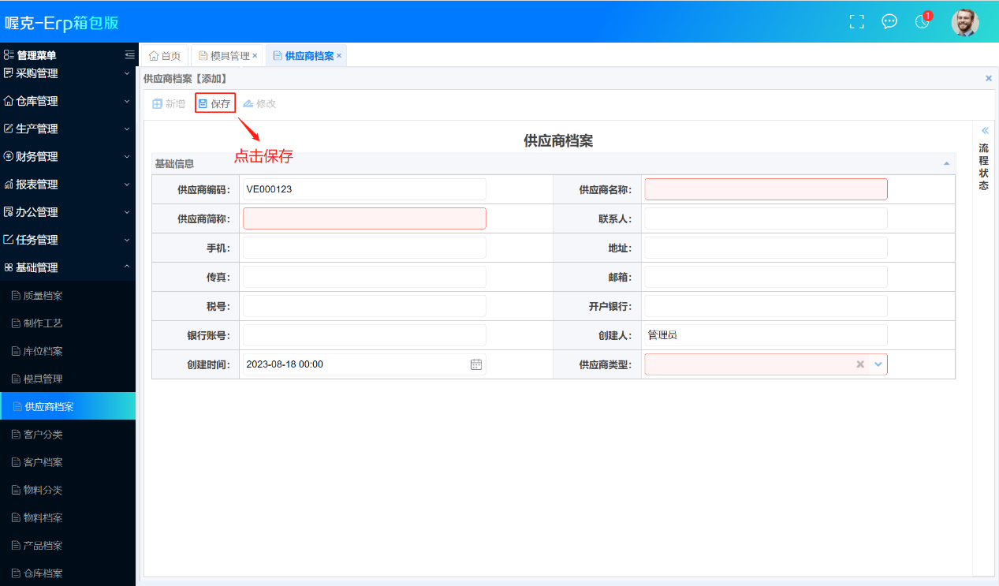 喔克-Erp箱包版
1
管理菜单
采购管理
仓库管理
生产管理
财务管理
报表管理
办公管理
任务管理
基础管理
质量档案
制作工艺
库位档案
模具管理
供应商档案
客户分类
客户档案
物料分类
物料档案
产品档案
仓库档案
首页 模具管理 × 供应商档案 ×
供应商档案【添加】
新增 保存 修改
点击保存
供应商档案
基础信息
供应商编码: VE000123 供应商名称:
供应商简称: 联系人:
手机: 地址:
传真: 邮箱:
税号: 开户银行:
银行账号: 创建人: 管理员
创建时间: 2023-08-18 00:00 供应商类型:
流程状态